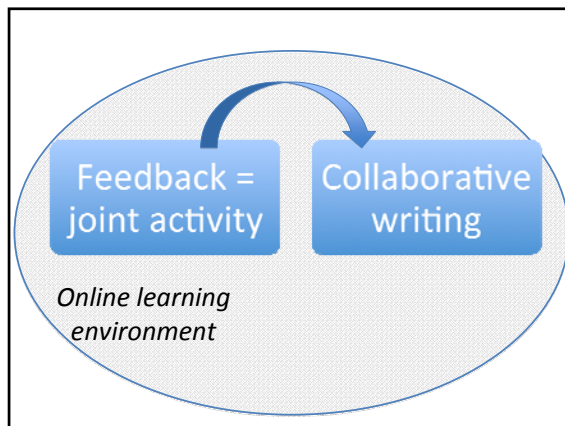 Feedback =
joint activity
Collaborative
writing
Online learning
environment